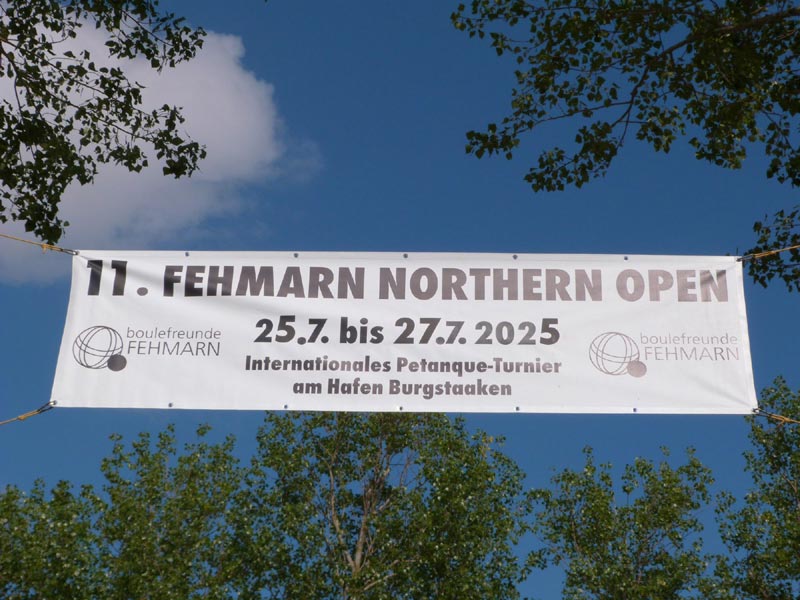 11. FEHMARN NORTHERN OPEN
25.7. bis 27.7. 2025
Internationales Petanque-Turnier
am Hafen Burgstaaken
boulefreunde
FEHMARN
boulefreunde
FEHMARN